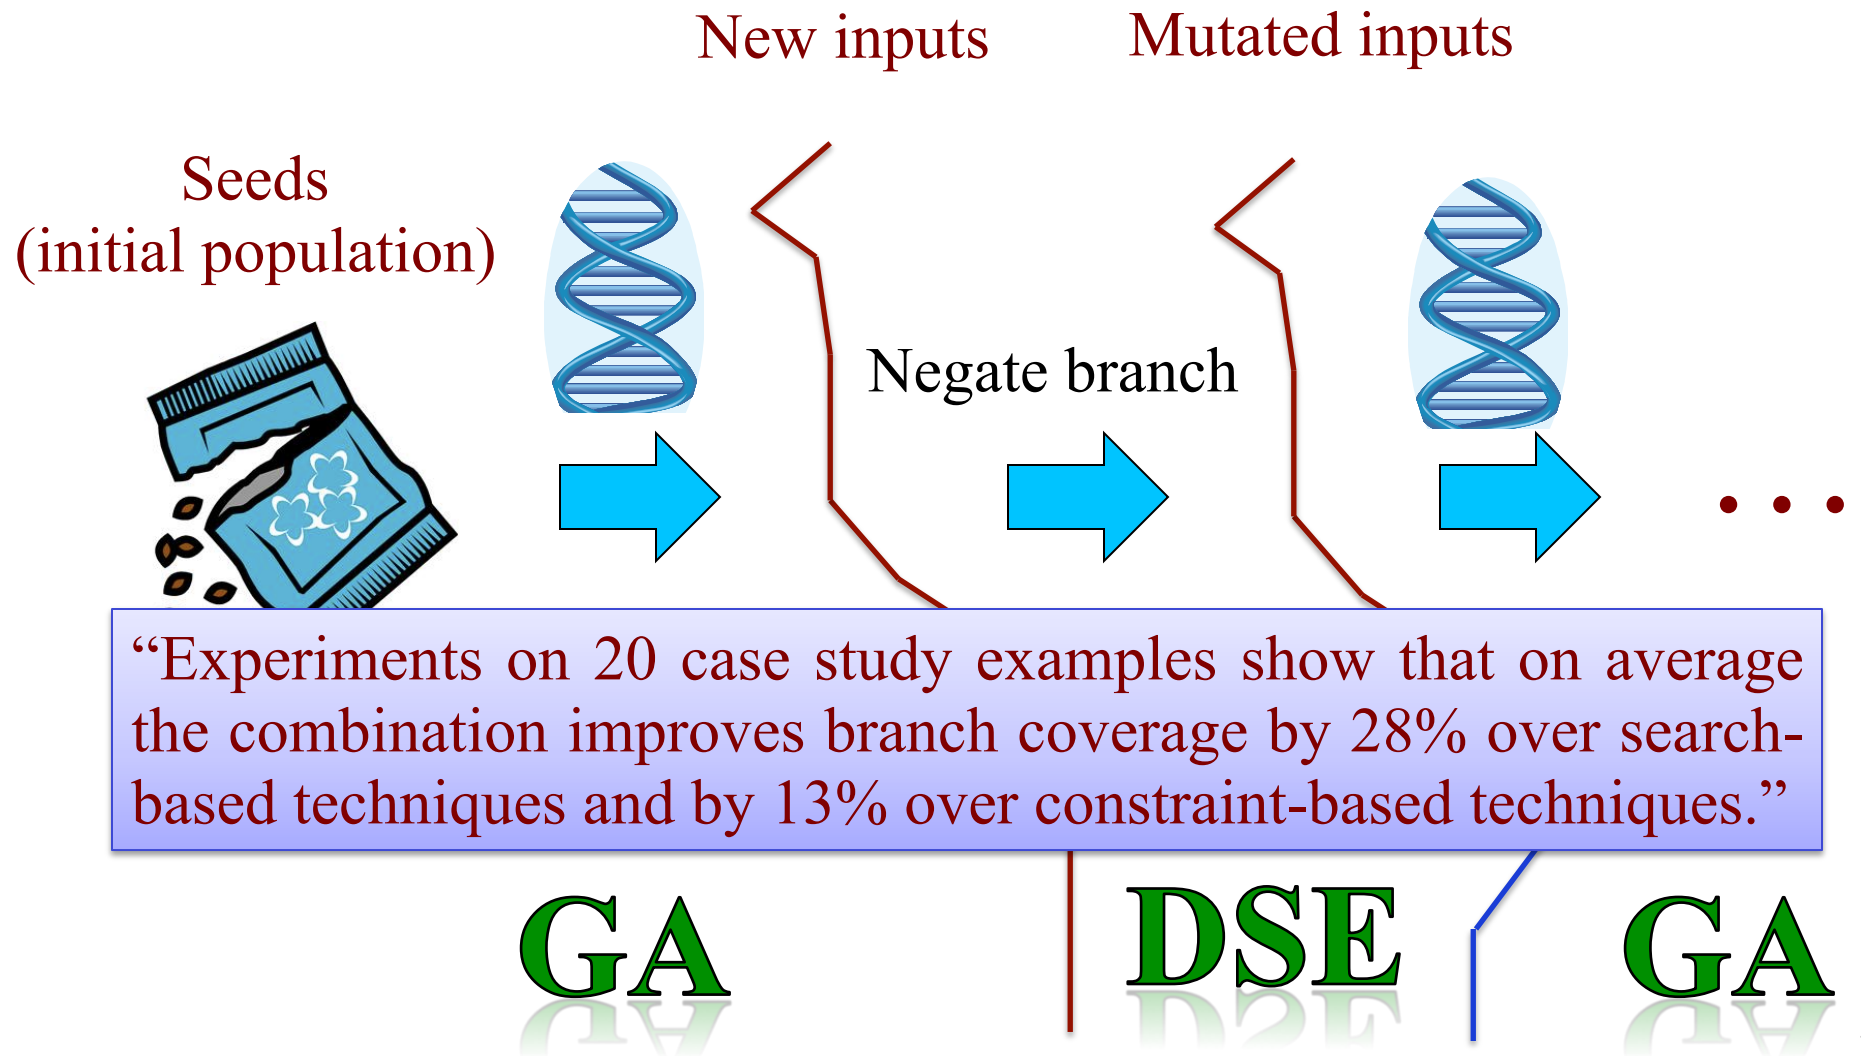 New inputs
Mutated inputs
Seeds
(initial population)
Negate branch
“Experiments on 20 case study examples show that on average
the combination improves branch coverage by 28% over search-
based techniques and by 13% over constraint-based techniques.”
GA
DSE
GA